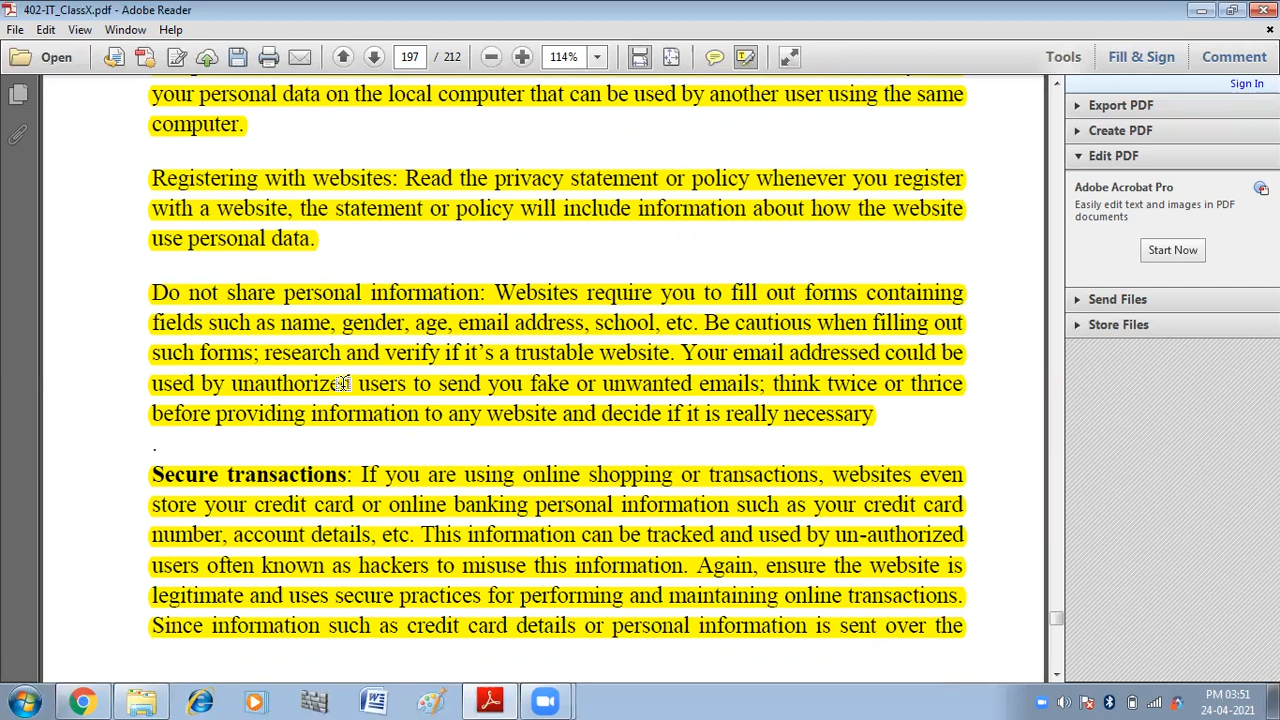 402-IT_ClassX.pdf - Adobe Reader
File Edit View Window Help
Open 197 / 212 114% Tools Fill & Sign Comment
Sign In
your personal data on the local computer that can be used by another user using the same
computer.
Registering with websites: Read the privacy statement or policy whenever you register
with a website, the statement or policy will include information about how the website
use personal data.
Do not share personal information: Websites require you to fill out forms containing
fields such as name, gender, age, email address, school, etc. Be cautious when filling out
such forms; research and verify if it's a trustable website. Your email addressed could be
used by unauthorized users to send you fake or unwanted emails; think twice or thrice
before providing information to any website and decide if it is really necessary
.
Secure transactions: If you are using online shopping or transactions, websites even
store your credit card or online banking personal information such as your credit card
number, account details, etc. This information can be tracked and used by un-authorized
users often known as hackers to misuse this information. Again, ensure the website is
legitimate and uses secure practices for performing and maintaining online transactions.
Since information such as credit card details or personal information is sent over the
Export PDF
Create PDF
Edit PDF
Adobe Acrobat Pro
Easily edit text and images in PDF
documents
Start Now
Send Files
Store Files
PM 03:51
24-04-2021